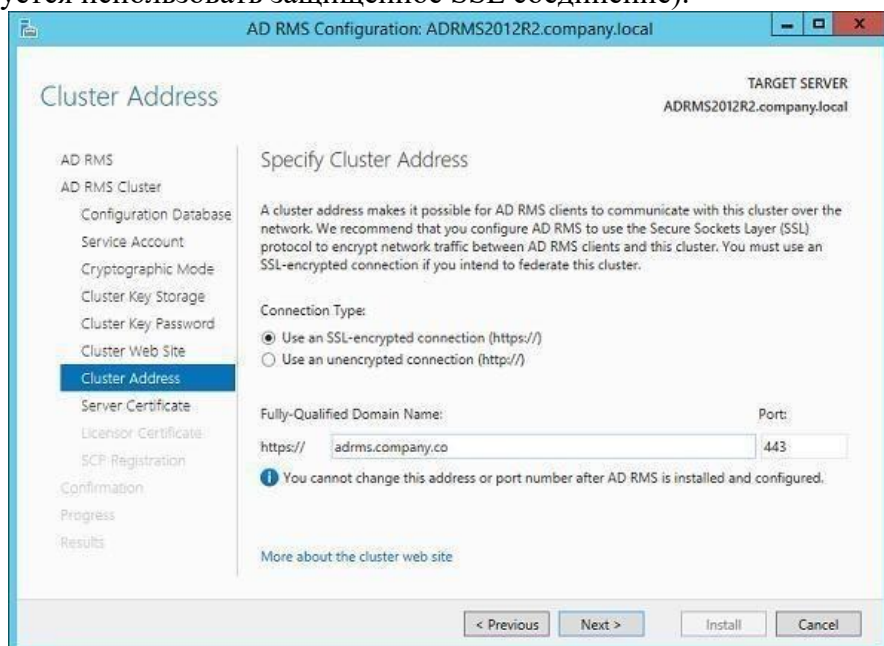 уется использовать защищенное SSL соединение).
AD RMS Configuration: ADRMS2012R2.company.local
Cluster Address
TARGET SERVER
ADRMS2012R2.company.local
AD RMS
AD RMS Cluster
Configuration Database
Service Account
Cryptographic Mode
Cluster Key Storage
Cluster Key Password
Cluster Web Site
Cluster Address
Server Certificate
Licensor Certificate
SCP Registration
Confirmation
Progress
Results
Specify Cluster Address
A cluster address makes it possible for AD RMS clients to communicate with this cluster over the
network. We recommend that you configure AD RMS to use the Secure Sockets Layer (SSL)
protocol to encrypt network traffic between AD RMS clients and this cluster. You must use an
SSL-encrypted connection if you intend to federate this cluster.
Connection Type:
Use an SSL-encrypted connection (https://)
Use an unencrypted connection (http://)
Fully-Qualified Domain Name: Port:
https:// adrms.company.co 443
You cannot change this address or port number after AD RMS is installed and configured.
More about the cluster web site
< Previous Next > Install Cancel